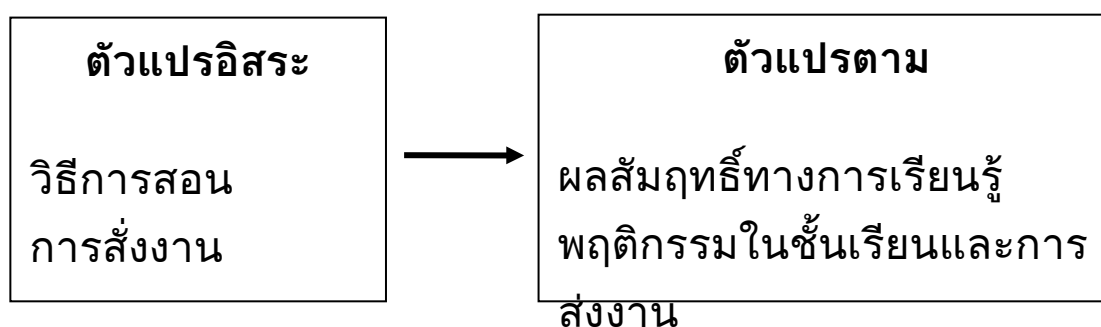 ตัวแปรอิสระ
วิธีการสอน
การสั่งงาน
ตัวแปรตาม
ผลสัมฤทธิ์ทางการเรียนรู้
พฤติกรรมในชั้นเรียนและการ
ส่งงาน